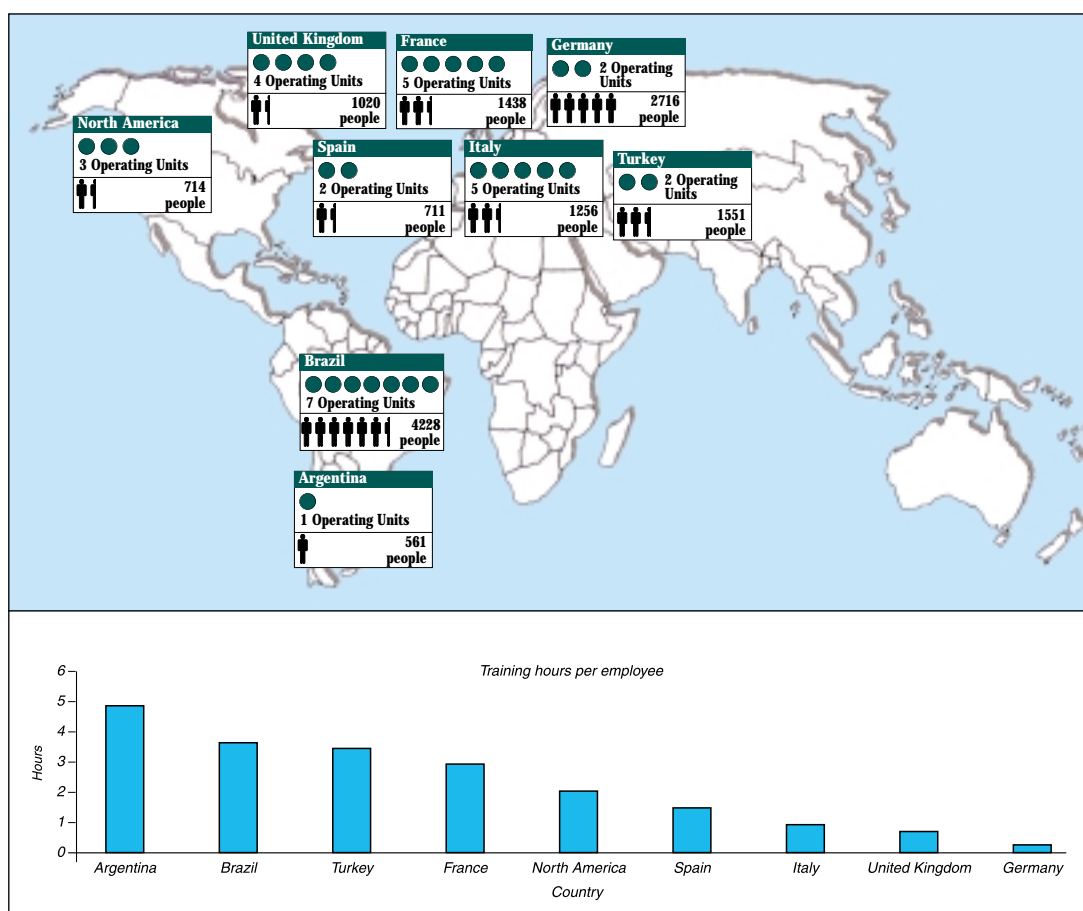 United Kingdom
4 Operating Units
1020
people
France
5 Operating Units
1438
people
Germany
2 Operating
Units
2716
people
North America
3 Operating Units
714
people
Spain
2 Operating Units
711
people
Italy
5 Operating Units
1256
people
Turkey
2 Operating
Units
1551
people
Brazil
7 Operating Units
4228
people
Argentina
1 Operating Units
561
people
Training hours per employee
6
5
4
3
2
1
0
Hours
Argentina
Brazil
Turkey
France
North America
Spain
Italy
United Kingdom
Germany
Country